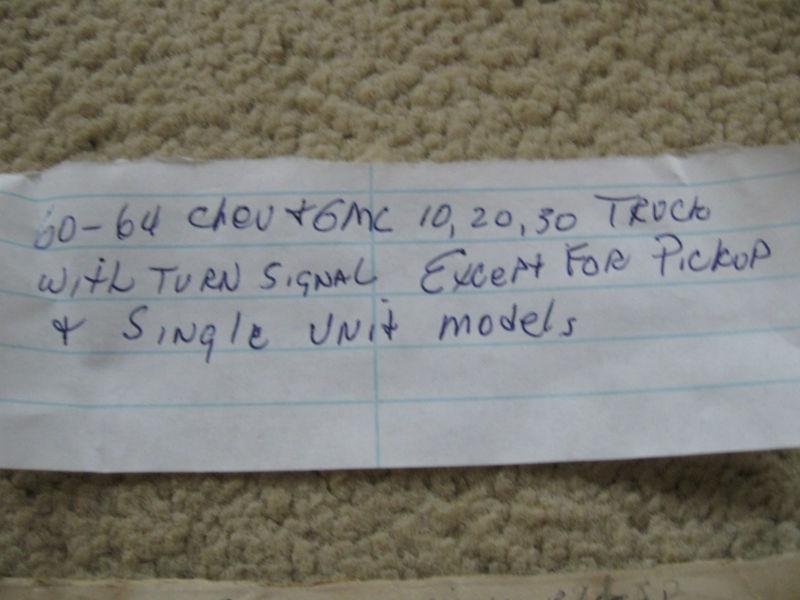 60-64 Chev + GMC 10, 20, 30 TRUCK
with TURN SIGNAL Except FOR PickuP
+ Single UNit models